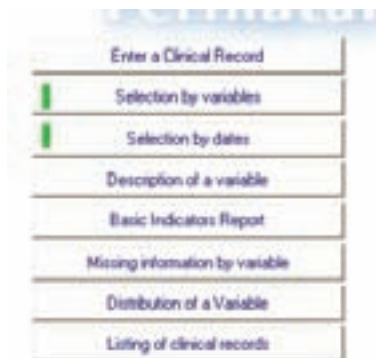 Enter a Clinical Record
Selection by variables
Selection by dates
Description of a variable
Basic Indicators Report
Missing information by variable
Distribution of a Variable
Listing of clinical records